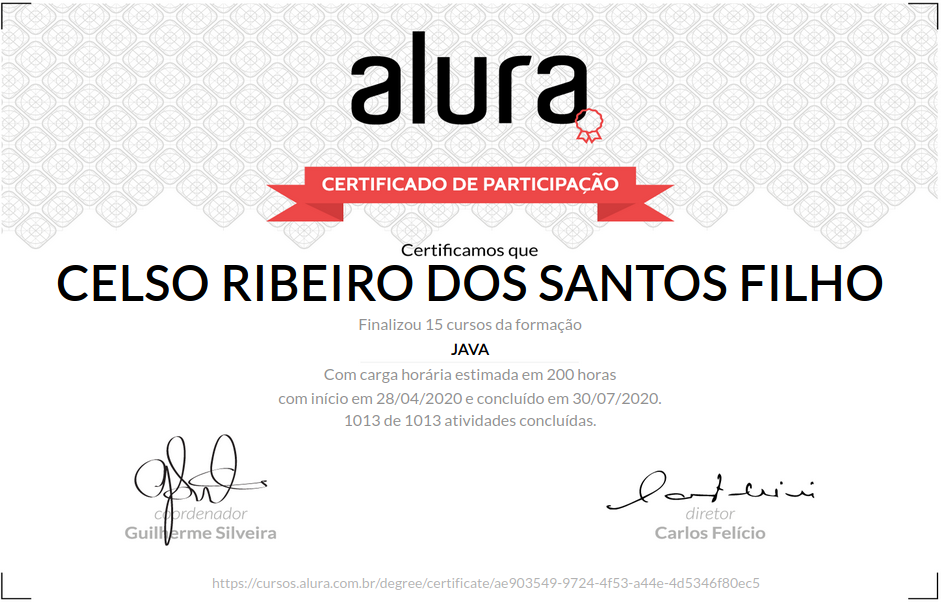 alura
CERTIFICADO DE PARTICIPAÇÃO
Certificamos que
CELSO RIBEIRO DOS SANTOS FILHO
Finalizou 15 cursos da formação
JAVA
Com carga horária estimada em 200 horas
com início em 28/04/2020 e concluído em 30/07/2020.
1013 de 1013 atividades concluídas.
coordenador
Guilherme Silveira
diretor
Carlos Felício
https://cursos.alura.com.br/degree/certificate/ae903549-9724-4f53-a44e-4d5346f80ec5